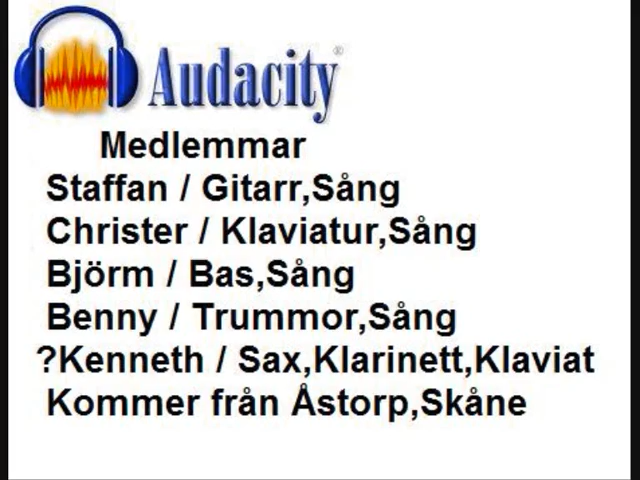 Audacity®
Medlemmar
Staffan / Gitarr,Sång
Christer / Klaviatur,Sång
Björm / Bas,Sång
Benny / Trummor,Sång
?Kenneth / Sax,Klarinett,Klaviat
Kommer från Åstorp,Skåne